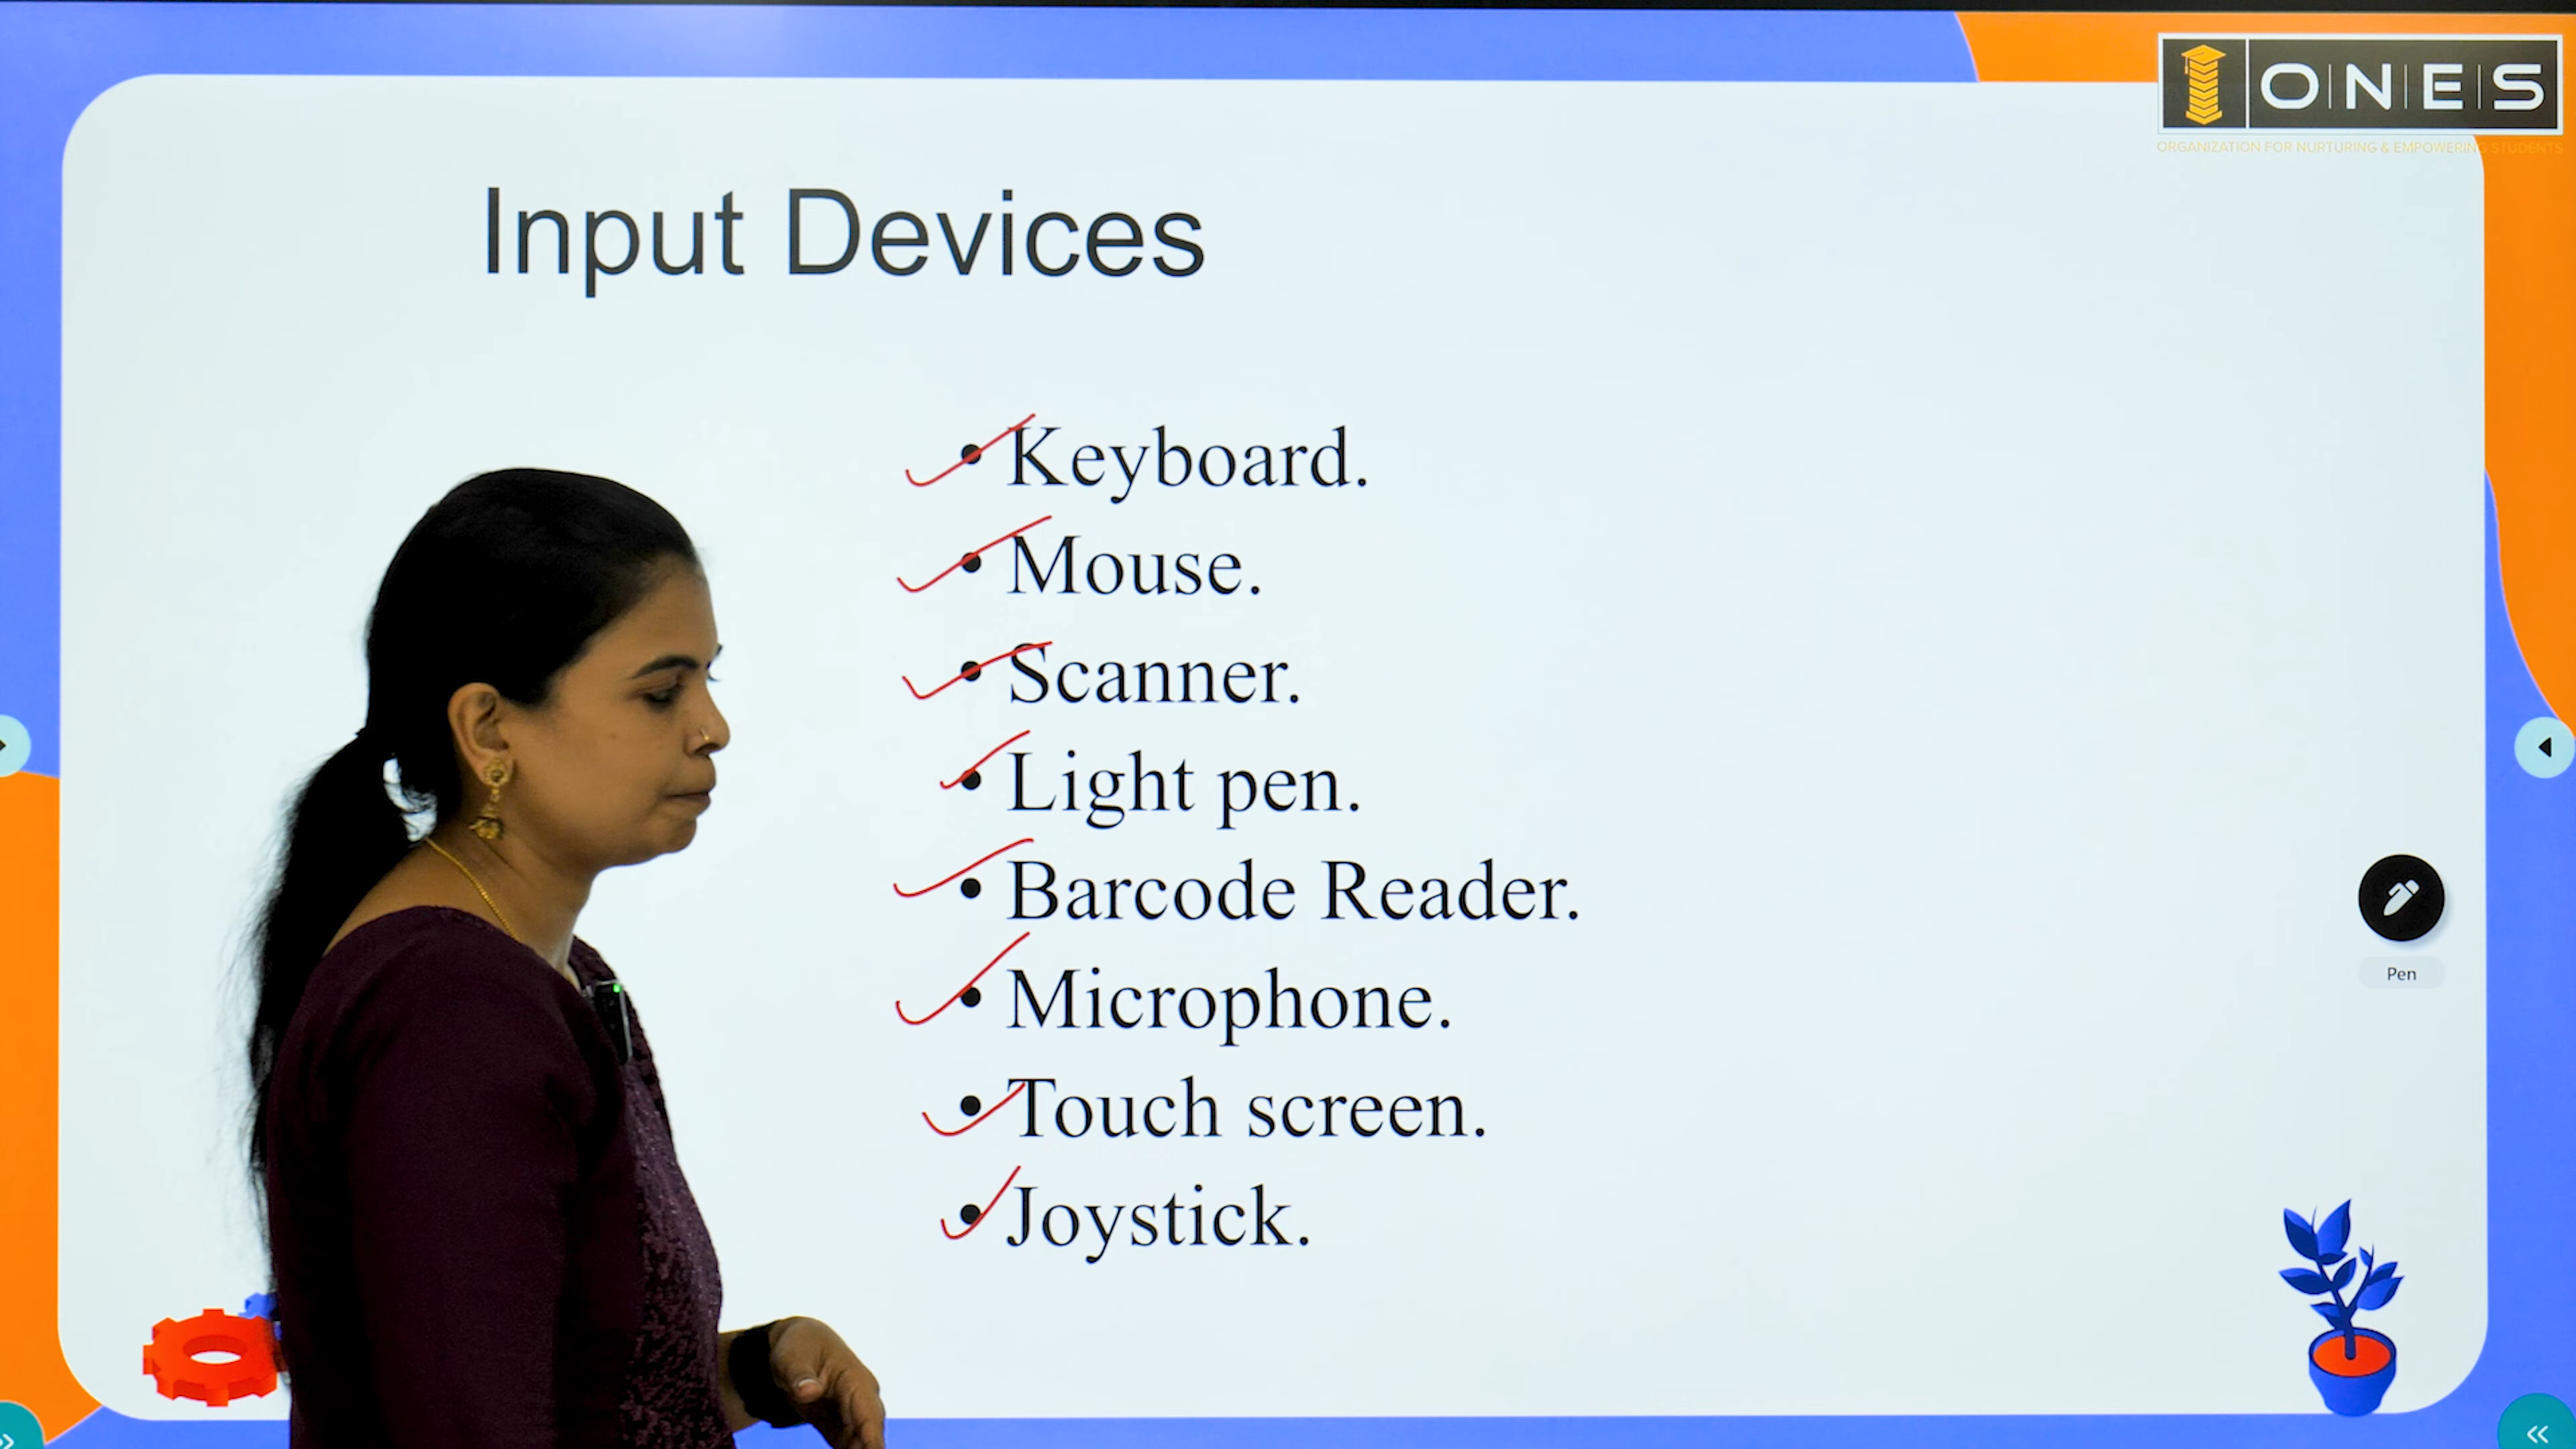 ONES
ORGANIZATION FOR NURTURING & EMPOWERING STUDENTS
Input Devices
• Keyboard.
• Mouse.
• Scanner.
• Light pen.
• Barcode Reader.
• Microphone.
• Touch screen.
• Joystick.
Pen